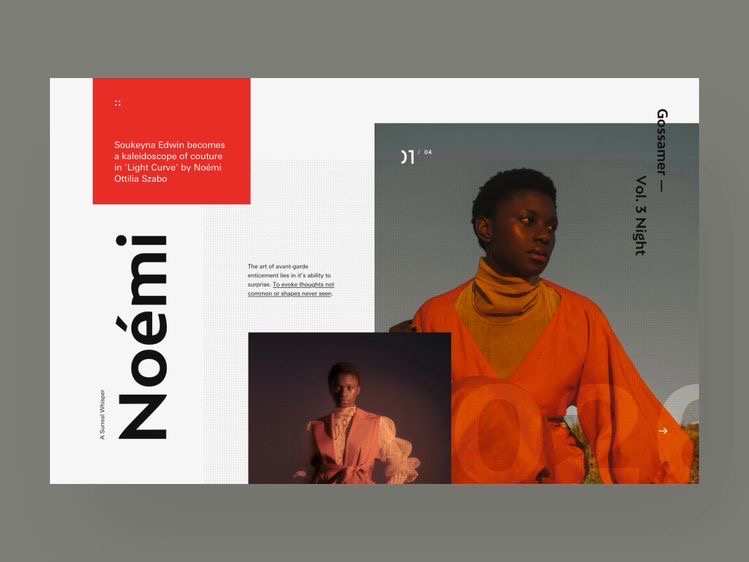 ::
Soukeyna Edwin becomes
a kaleidoscope of couture
in 'Light Curve' by Noémi
Ottilia Szabo
Noémi
A Surreal Whisper
The art of avant-garde
enticement lies in it's ability to
surprise. To evoke thoughts not
common or shapes never seen.
01 / 04
Gossamer —
Vol. 3 Night
→